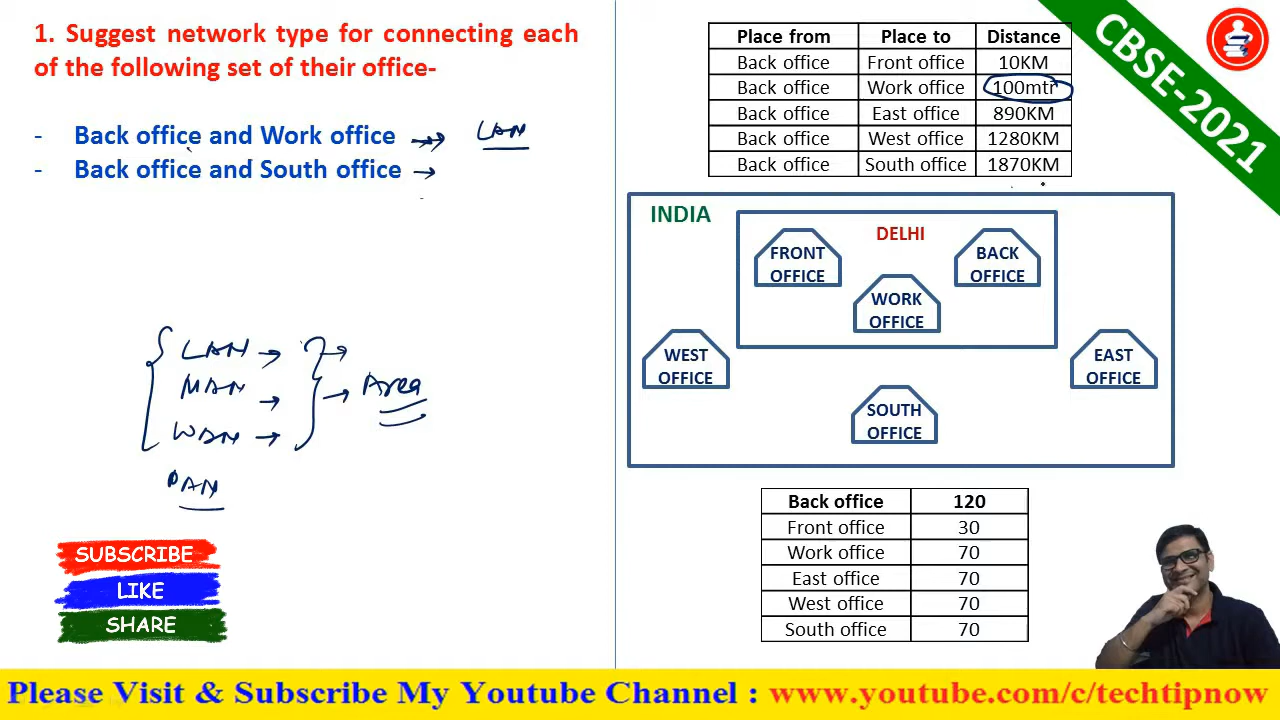 1. Suggest network type for connecting each
of the following set of their office-
- Back office and Work office → LAN
- Back office and South office →
LAN →
MAN →
WAN →
→ Area
PAN
SUBSCRIBE
LIKE
SHARE
Place from Place to Distance
Back office Front office 10KM
Back office Work office 100mtr
Back office East office 890KM
Back office West office 1280KM
Back office South office 1870KM
CBSE-2021
INDIA
DELHI
FRONT
OFFICE
BACK
OFFICE
WORK
OFFICE
WEST
OFFICE
EAST
OFFICE
SOUTH
OFFICE
Back office 120
Front office 30
Work office 70
East office 70
West office 70
South office 70
Please Visit & Subscribe My Youtube Channel : www.youtube.com/c/techtipnow